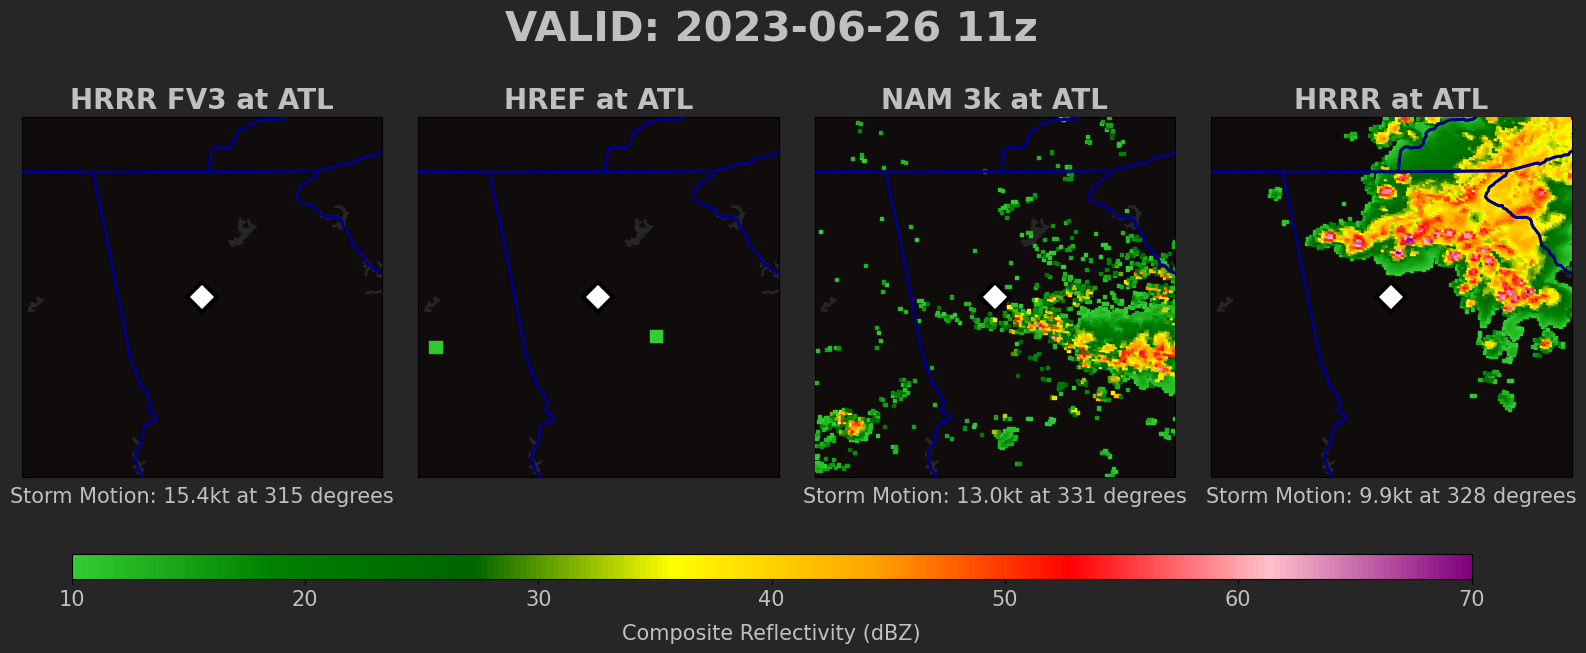 VALID: 2023-06-26 11z
HRRR FV3 at ATL
HREF at ATL
NAM 3k at ATL
HRRR at ATL
Storm Motion: 15.4kt at 315 degrees
Storm Motion: 13.0kt at 331 degrees
Storm Motion: 9.9kt at 328 degrees
10 20 30 40 50 60 70
Composite Reflectivity (dBZ)